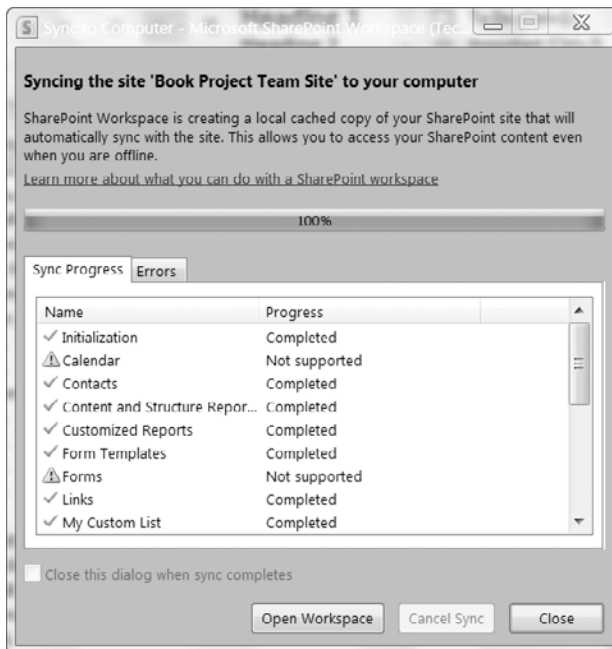 Sync to Computer - Microsoft SharePoint Workspace (Tec...
Syncing the site 'Book Project Team Site' to your computer
SharePoint Workspace is creating a local cached copy of your SharePoint site that will
automatically sync with the site. This allows you to access your SharePoint content even
when you are offline.
Learn more about what you can do with a SharePoint workspace
100%
Sync Progress Errors
Name Progress
Initialization Completed
Calendar Not supported
Contacts Completed
Content and Structure Repor... Completed
Customized Reports Completed
Form Templates Completed
Forms Not supported
Links Completed
My Custom List Completed
Close this dialog when sync completes
Open Workspace Cancel Sync Close